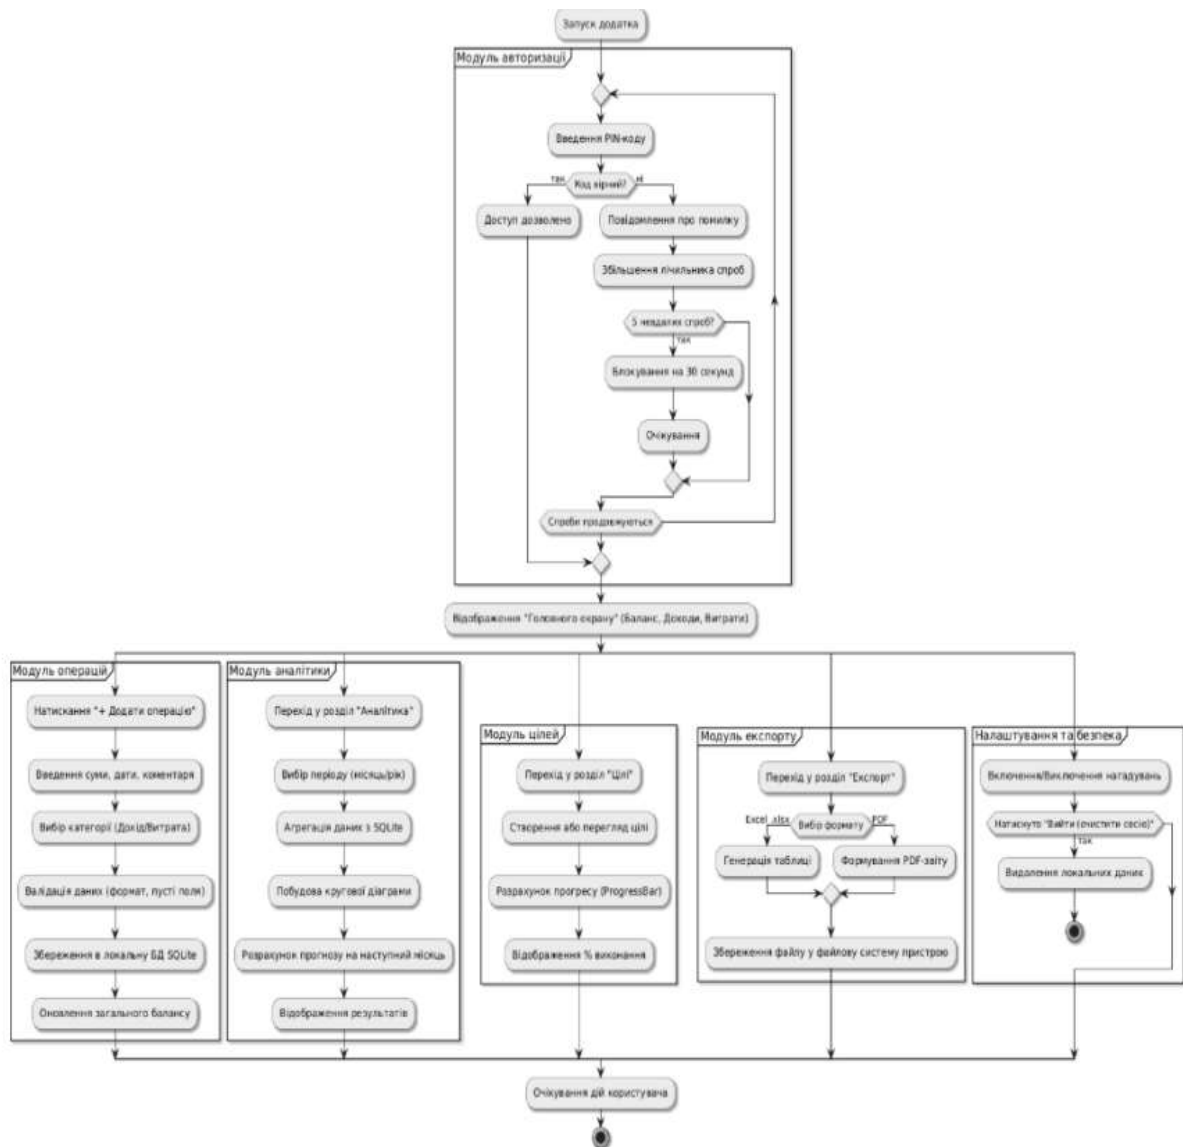 Запуск додатка
Модуль авторизації
Введення PIN-коду
так
Код вірний?
ні
Доступ дозволено
Повідомлення про помилку
Збільшення лічильника спроб
5 невдалих спроб?
так
Блокування на 30 секунд
Очікування
Спроби продовжуються
Відображення "Головного екрану" (Баланс, Доходи, Витрати)
Модуль операцій
Натискання "+ Додати операцію"
Введення суми, дати, коментаря
Вибір категорії (Дохід/Витрата)
Валідація даних (формат, пусті поля)
Збереження в локальну БД SQLite
Оновлення загального балансу
Модуль аналітики
Перехід у розділ "Аналітика"
Вибір періоду (місяць/рік)
Агрегація даних з SQLite
Побудова кругової діаграми
Розрахунок прогнозу на наступний місяць
Відображення результатів
Модуль цілей
Перехід у розділ "Цілі"
Створення або перегляд цілі
Розрахунок прогресу (ProgressBar)
Відображення % виконання
Модуль експорту
Перехід у розділ "Експорт"
Excel .xlsx
Вибір формату
PDF
Генерація таблиці
Формування PDF-звіту
Збереження файлу у файлову систему пристрою
Налаштування та безпека
Включення/Виключення нагадувань
Натиснуто "Вийти (очистити сесію)"
так
Видалення локальних даних
Очікування дій користувача